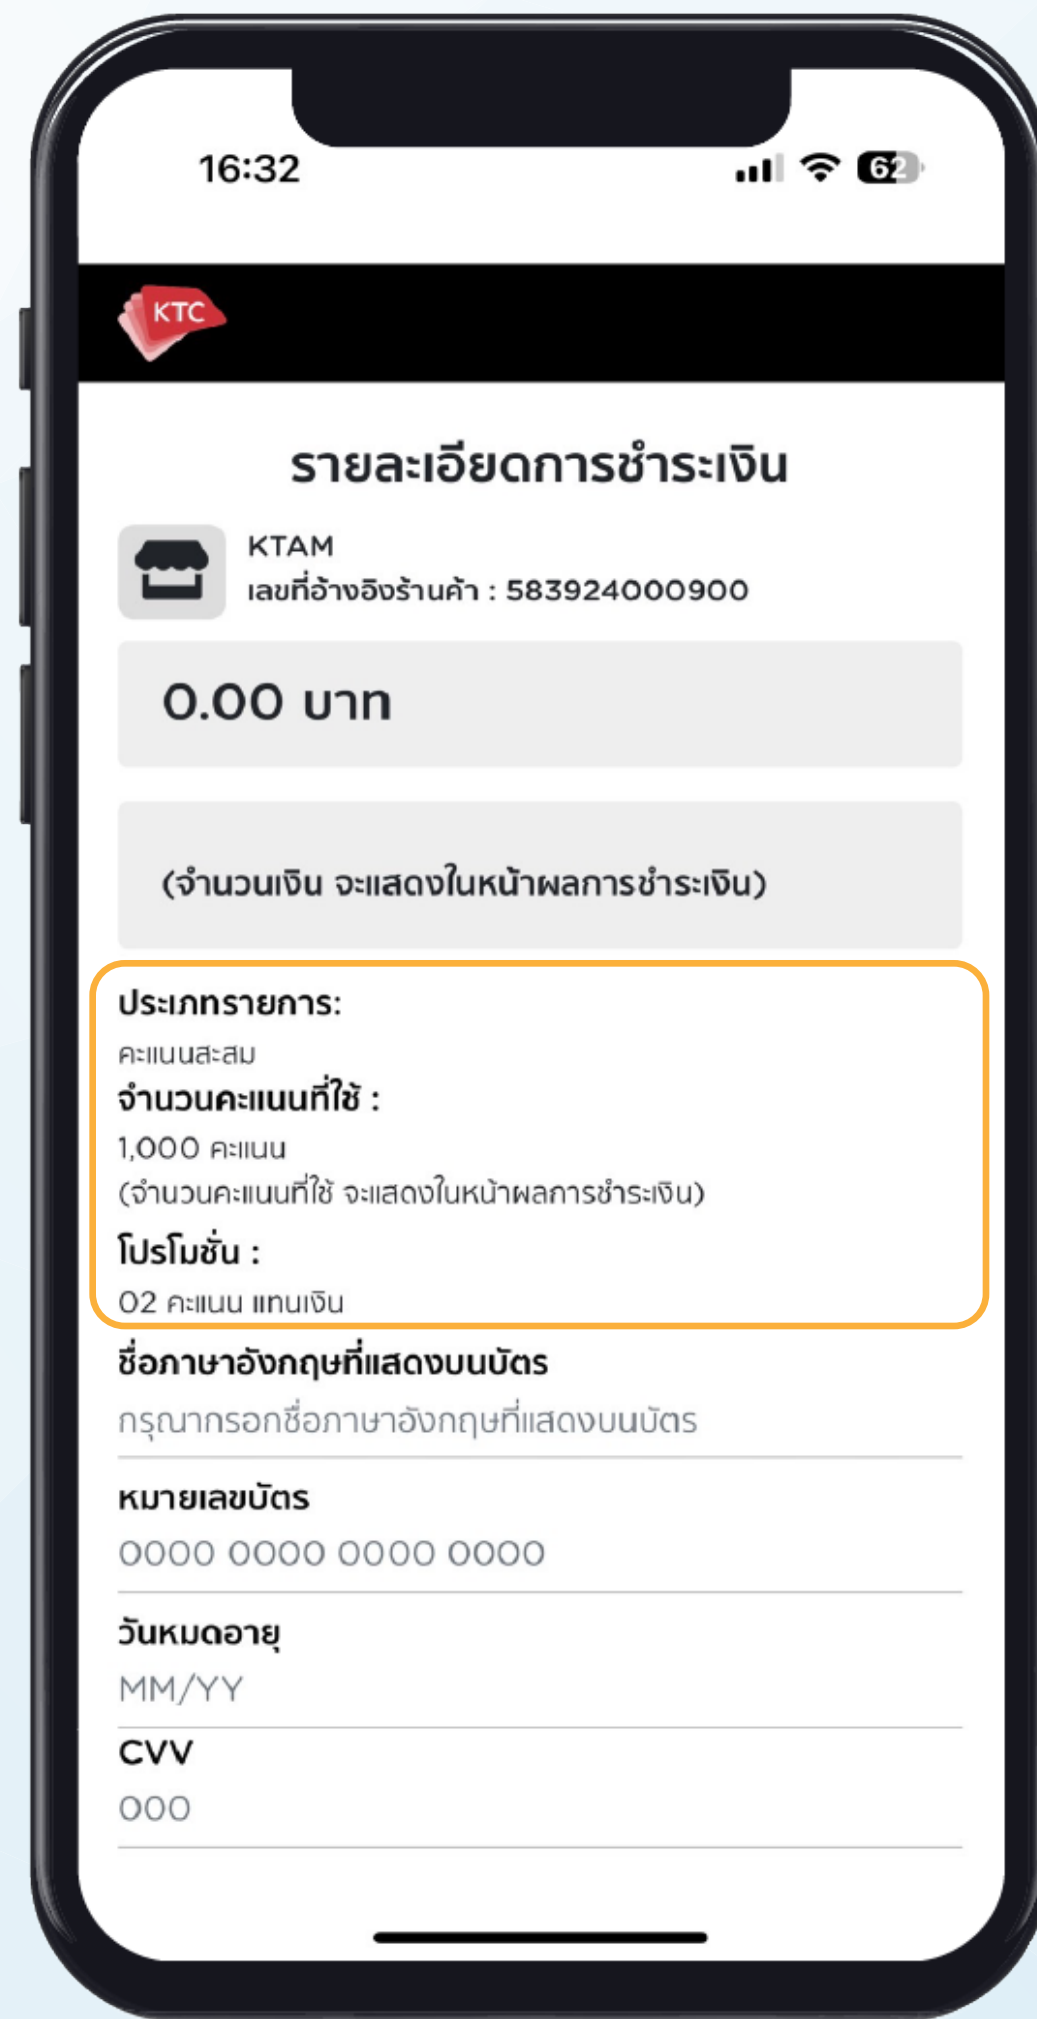 16:32
62
KTC
รายละเอียดการชำระเงิน
KTAM
เลขที่อ้างอิงร้านค้า : 583924000900
0.00 บาท
(จำนวนเงิน จะแสดงในหน้าผลการชำระเงิน)
ประเภทรายการ:
คะแนนสะสม
จำนวนคะแนนที่ใช้ :
1,000 คะแนน
(จำนวนคะแนนที่ใช้ จะแสดงในหน้าผลการชำระเงิน)
โปรโมชั่น :
02 คะแนน แทนเงิน
ชื่อภาษาอังกฤษที่แสดงบนบัตร
กรุณากรอกชื่อภาษาอังกฤษที่แสดงบนบัตร
หมายเลขบัตร
0000 0000 0000 0000
วันหมดอายุ
MM/YY
CVV
000